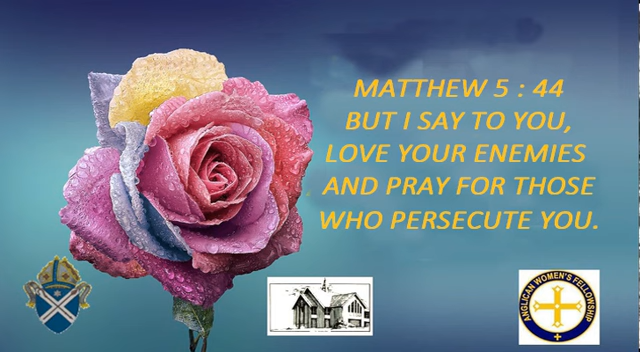 MATTHEW 5 : 44
BUT I SAY TO YOU,
LOVE YOUR ENEMIES
AND PRAY FOR THOSE
WHO PERSECUTE YOU.
ANGLICAN WOMEN'S FELLOWSHIP